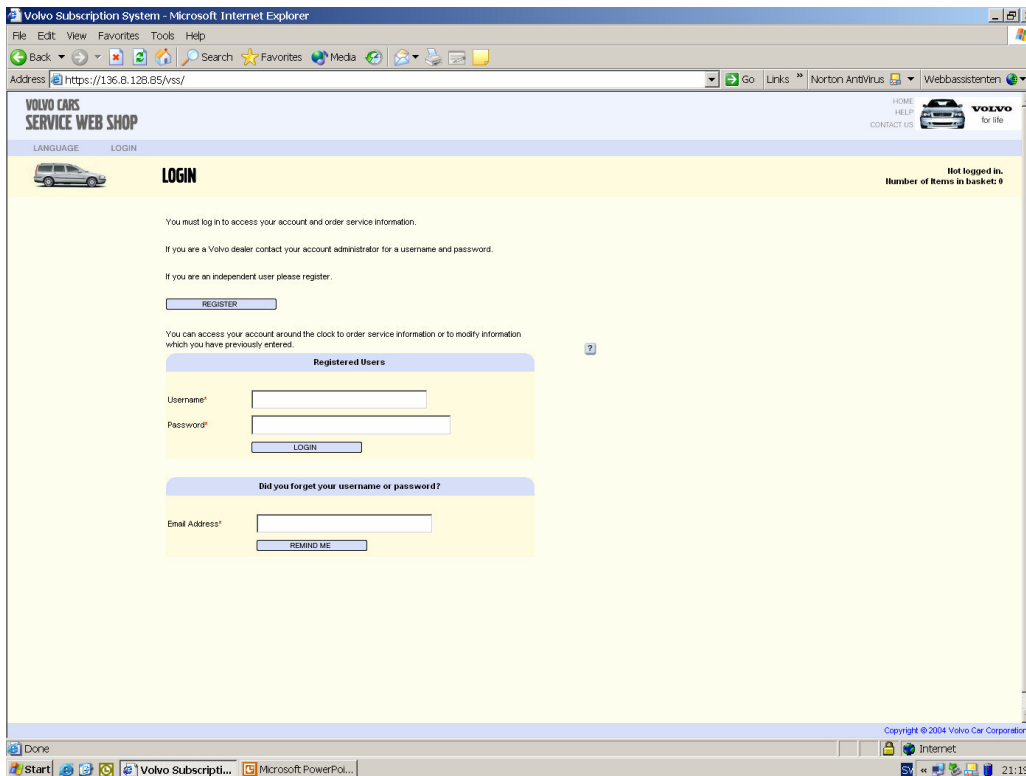 Volvo Subscription System - Microsoft Internet Explorer
File Edit View Favorites Tools Help
Back Search Favorites Media
Address https://136.8.128.85/vss/ Go Links » Norton AntiVirus Webbassistenten
VOLVO CARS
SERVICE WEB SHOP
HOME
HELP
CONTACT US
VOLVO
for life
LANGUAGE LOGIN
LOGIN
Not logged in.
Number of Items in basket: 0
You must log in to access your account and order service information.
If you are a Volvo dealer contact your account administrator for a username and password.
If you are an independent user please register.
REGISTER
You can access your account around the clock to order service information or to modify information
which you have previously entered.
?
Registered Users
Username*
Password*
LOGIN
Did you forget your username or password?
Email Address*
REMIND ME
Copyright © 2004 Volvo Car Corporation
Done Internet
Start Volvo Subscripti... Microsoft PowerPoi... SV « 21:19